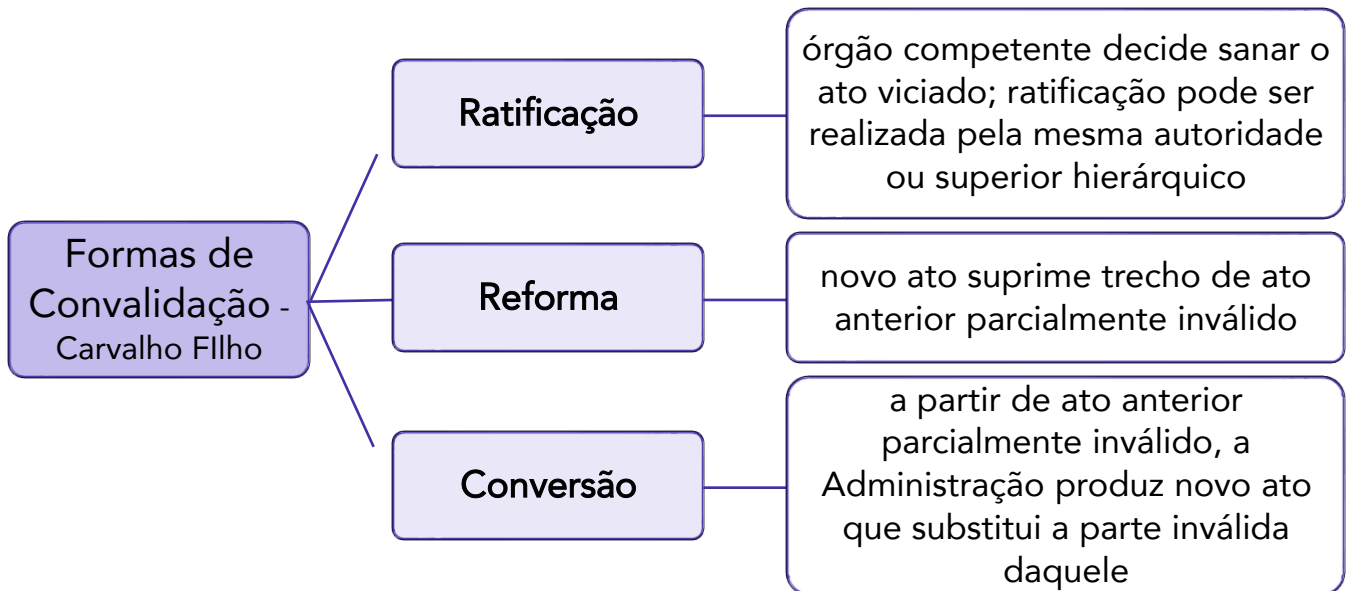 Formas de
Convalidação -
Carvalho FIlho
Ratificação
órgão competente decide sanar o
ato viciado; ratificação pode ser
realizada pela mesma autoridade
ou superior hierárquico
Reforma
novo ato suprime trecho de ato
anterior parcialmente inválido
Conversão
a partir de ato anterior
parcialmente inválido, a
Administração produz novo ato
que substitui a parte inválida
daquele